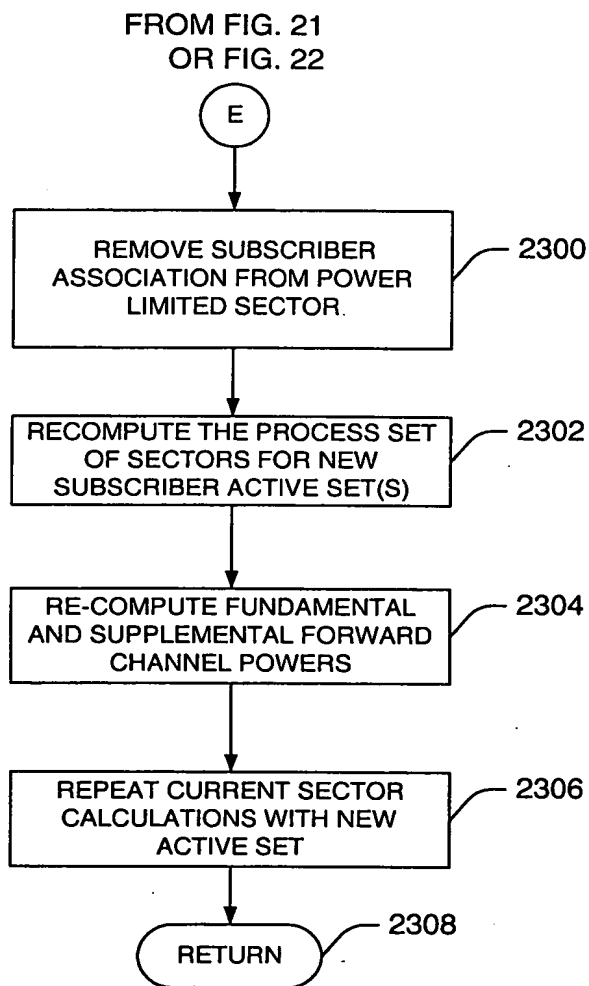 FROM FIG. 21
OR FIG. 22
E
REMOVE SUBSCRIBER
ASSOCIATION FROM POWER
LIMITED SECTOR.
2300
RECOMPUTE THE PROCESS SET
OF SECTORS FOR NEW
SUBSCRIBER ACTIVE SET(S)
2302
RE-COMPUTE FUNDAMENTAL
AND SUPPLEMENTAL FORWARD
CHANNEL POWERS
2304
REPEAT CURRENT SECTOR
CALCULATIONS WITH NEW
ACTIVE SET
2306
RETURN
2308